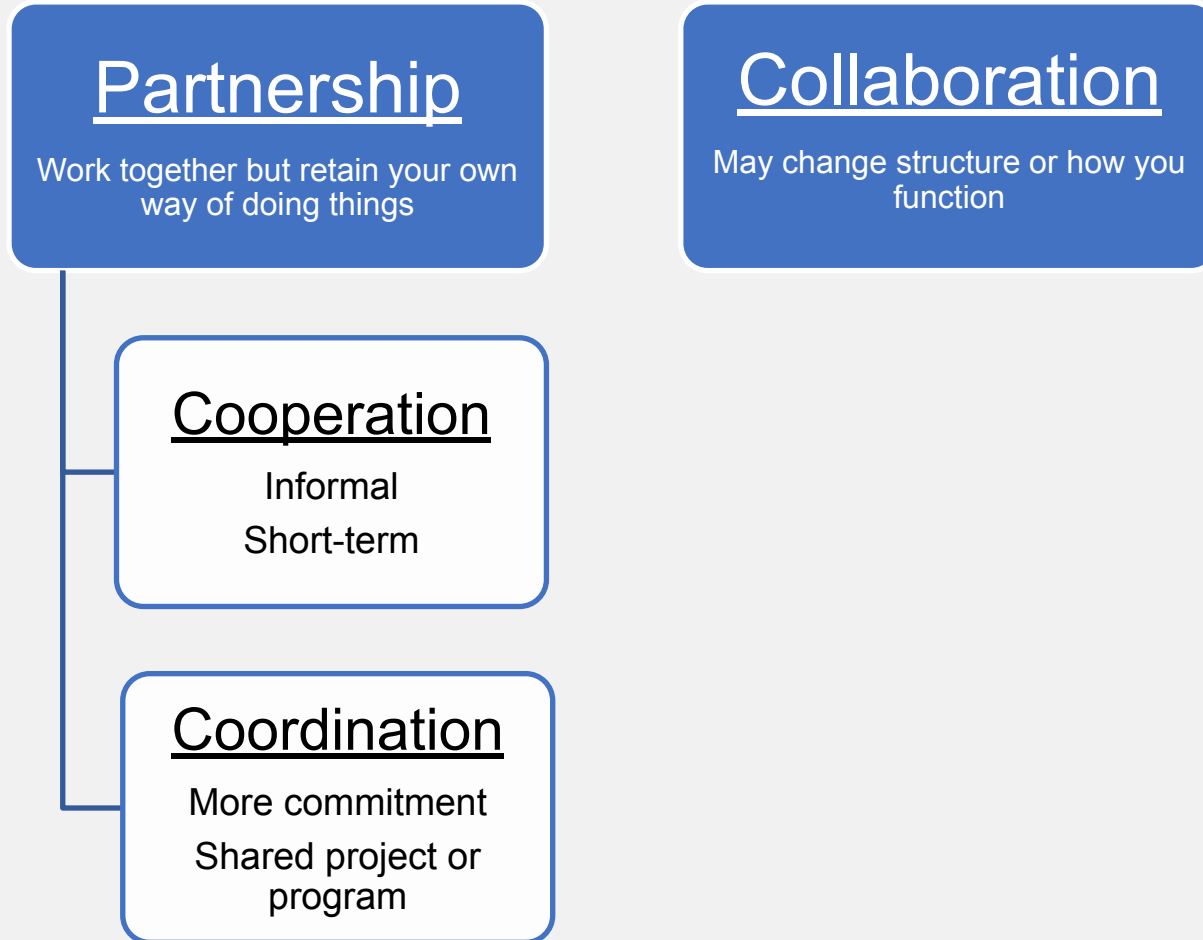 Partnership
Work together but retain your own
way of doing things
Collaboration
May change structure or how you
function
Cooperation
Informal
Short-term
Coordination
More commitment
Shared project or
program